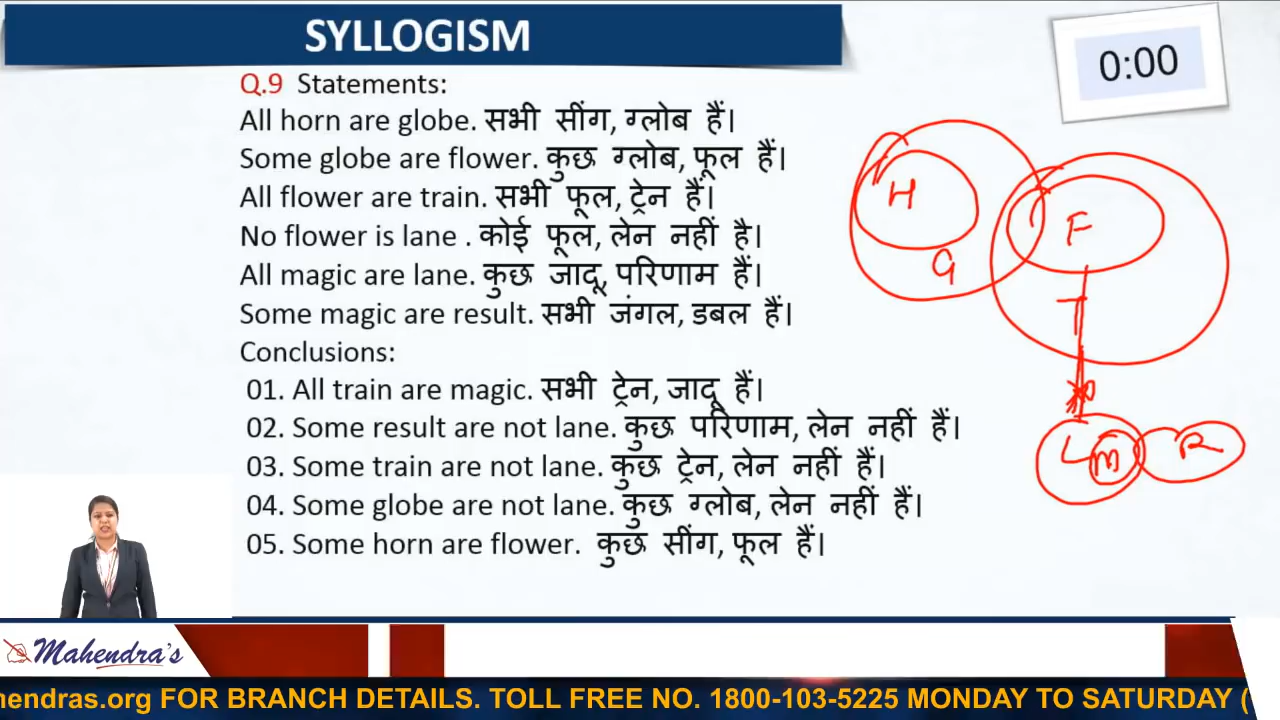 SYLLOGISM
0:00
Q.9 Statements:
All horn are globe. सभी सींग, ग्लोब हैं।
Some globe are flower. कुछ ग्लोब, फूल हैं।
All flower are train. सभी फूल, ट्रेन हैं।
No flower is lane . कोई फूल, लेन नहीं है।
All magic are lane. कुछ जादू, परिणाम हैं।
Some magic are result. सभी जंगल, डबल हैं।
Conclusions:
01. All train are magic. सभी ट्रेन, जादू हैं।
02. Some result are not lane. कुछ परिणाम, लेन नहीं हैं।
03. Some train are not lane. कुछ ट्रेन, लेन नहीं हैं।
04. Some globe are not lane. कुछ ग्लोब, लेन नहीं हैं।
05. Some horn are flower. कुछ सींग, फूल हैं।
H
F
G
T
L m R
Mahendra's
hendras.org FOR BRANCH DETAILS. TOLL FREE NO. 1800-103-5225 MONDAY TO SATURDAY (